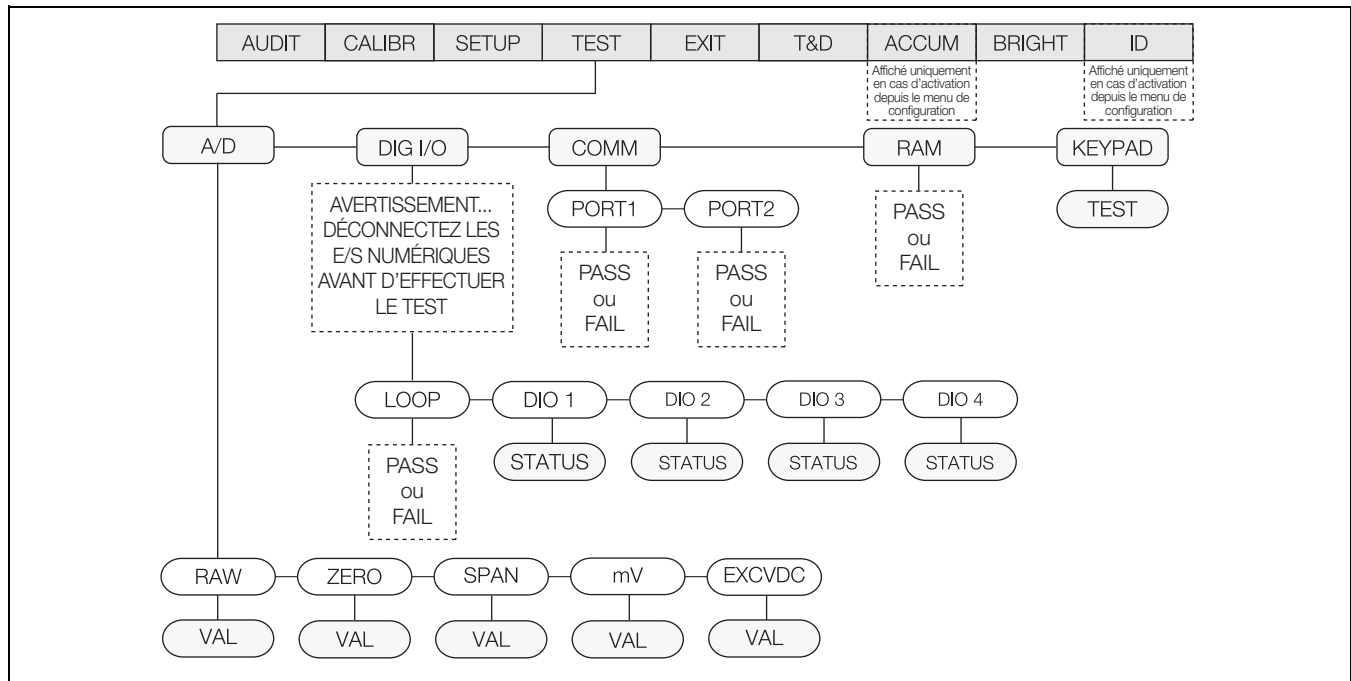 AUDIT CALIBR SETUP TEST EXIT T&D ACCUM BRIGHT ID
Affiché uniquement
en cas d'activation
depuis le menu de
configuration
Affiché uniquement
en cas d'activation
depuis le menu de
configuration
A/D DIG I/O COMM RAM KEYPAD
AVERTISSEMENT...
DÉCONNECTEZ LES
E/S NUMÉRIQUES
AVANT D'EFFECTUER
LE TEST
PORT1 PORT2
PASS
ou
FAIL
PASS
ou
FAIL
PASS
ou
FAIL
TEST
LOOP DIO 1 DIO 2 DIO 3 DIO 4
PASS
ou
FAIL
STATUS STATUS STATUS STATUS
RAW ZERO SPAN mV EXCVDC
VAL VAL VAL VAL VAL